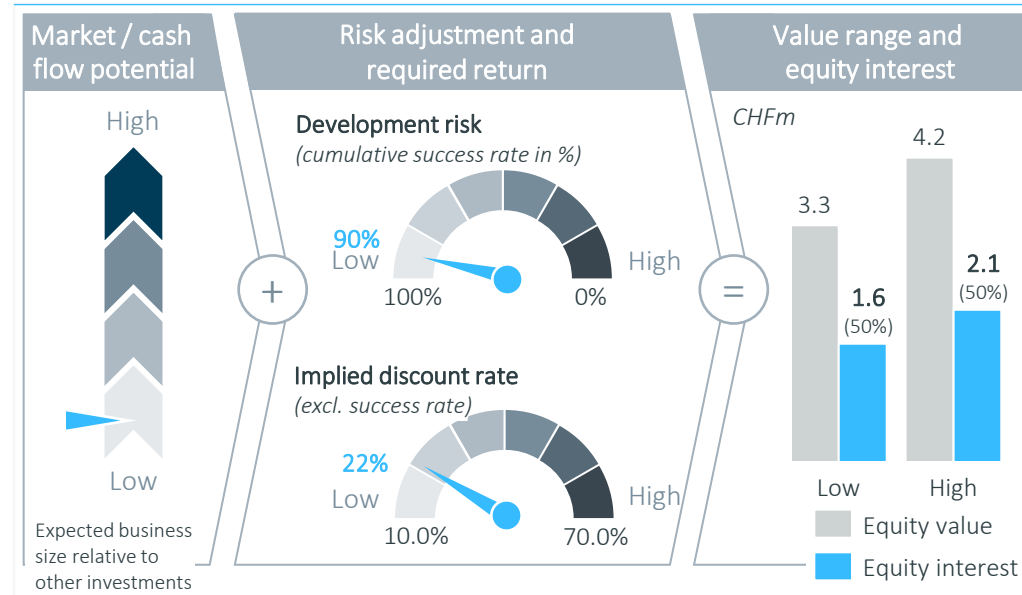 Market / cash
flow potential
High
Low
Expected business
size relative to
other investments
Risk adjustment and
required return
Development risk
(cumulative success rate in %)
90%
Low
High
100%
0%
+
Implied discount rate
(excl. success rate)
22%
Low
High
10.0%
70.0%
=
Value range and
equity interest
CHFm
3.3
4.2
1.6
(50%)
2.1
(50%)
Low
High
Equity value
Equity interest